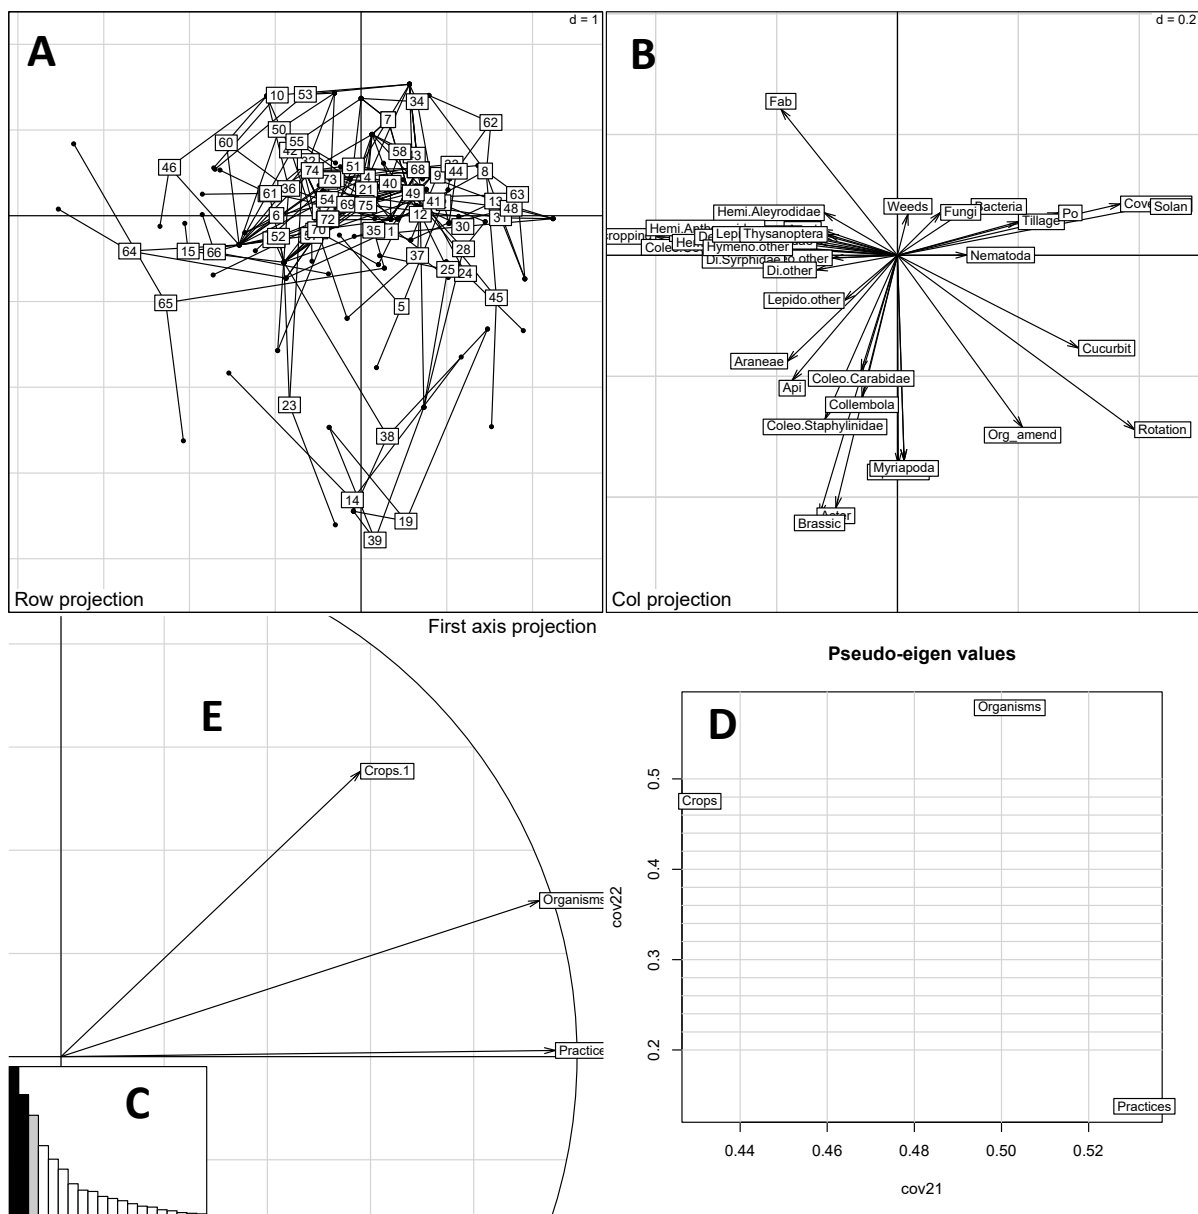 A
d = 1
10
53
34
7
62
50
55
60
58
46
51
68
44
8
74
73
9
40
21
36
61
63
54
49
41
13
48
69
75
6
72
12
30
35
1
52
70
64
15
66
28
37
25
24
65
45
5
23
38
14
19
39
Row projection
B
d = 0.2
Fab
Hemi.Aleyrodidae
Weeds
Fungi
Bacteria
Tillage
Po
Solan
Thysanoptera
Hymeno.other
Nematoda
Di.Syrphidae
Di.other
Lepido.other
Araneae
Api
Coleo.Carabidae
Collembola
Coleo.Staphylinidae
Cucurbit
Rotation
Org_amend
Myriapoda
Brassic
Col projection
First axis projection
E
Crops.1
Organisms
Practice
C
Pseudo-eigen values
D
Organisms
Crops
Practices
0.5
0.4
0.3
0.2
cov22
0.44
0.46
0.48
0.50
0.52
cov21